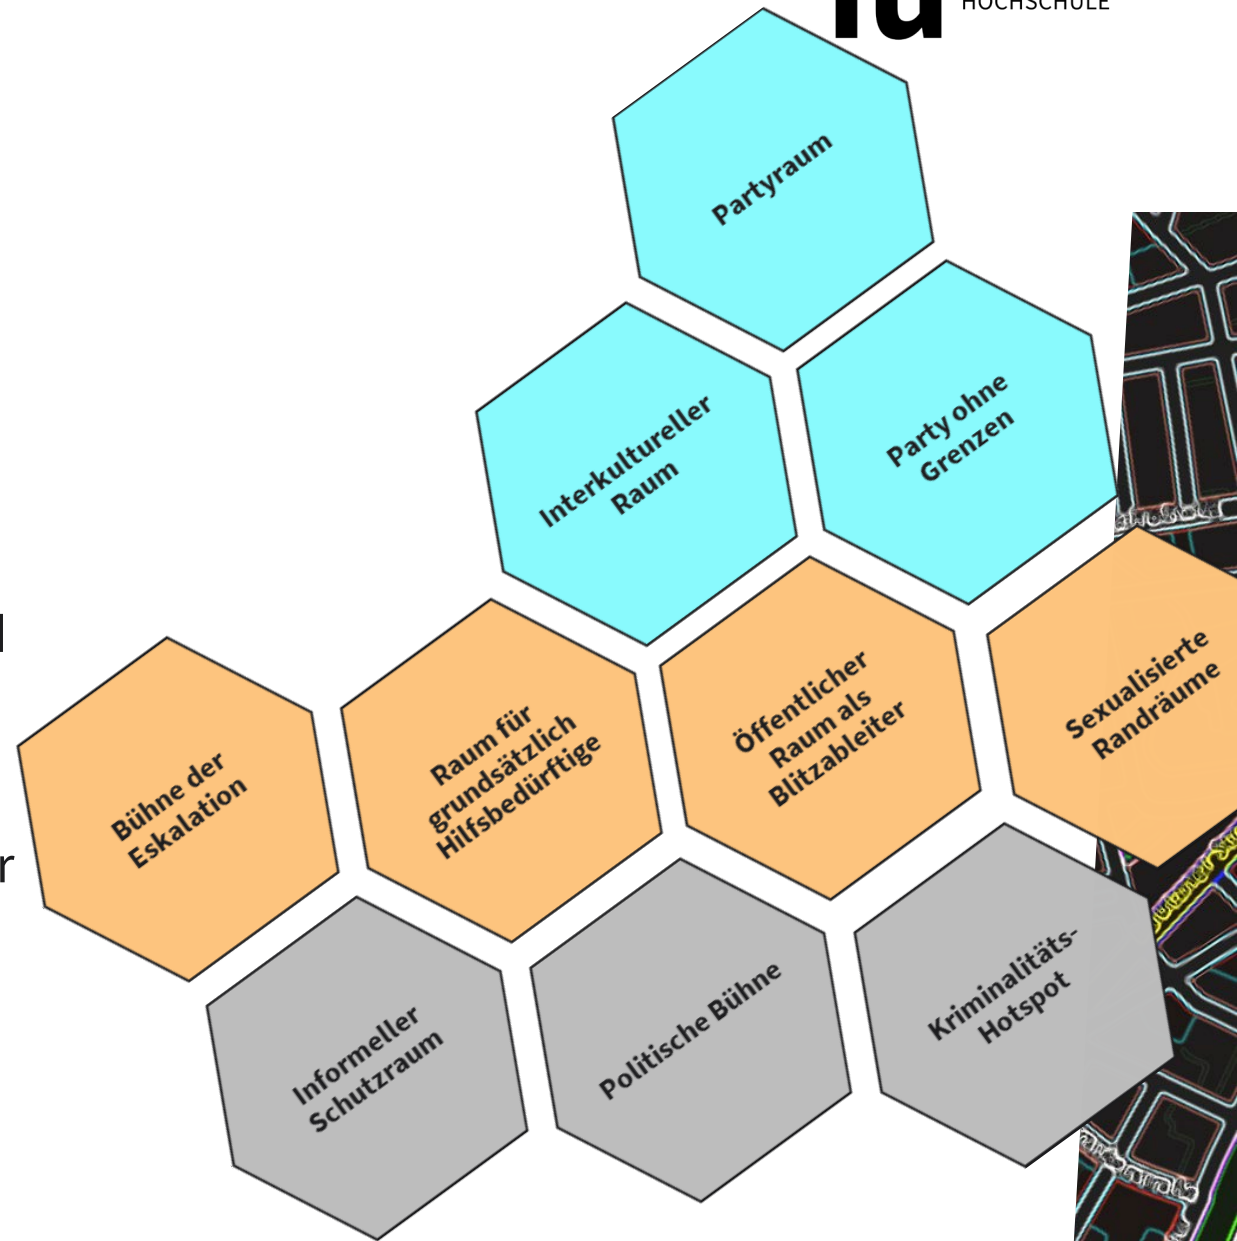 HOCHSCHULE
Partyraum
Party ohne
Grenzen
Interkultureller
Raum
Sexualisierte
Randräume
Öffentlicher
Raum als
Blitzableiter
Raum für
grundsätzlich
Hilfsbedürftige
Bühne der
Eskalation
Kriminalitäts-
Hotspot
Politische Bühne
Informeller
Schutzraum
r